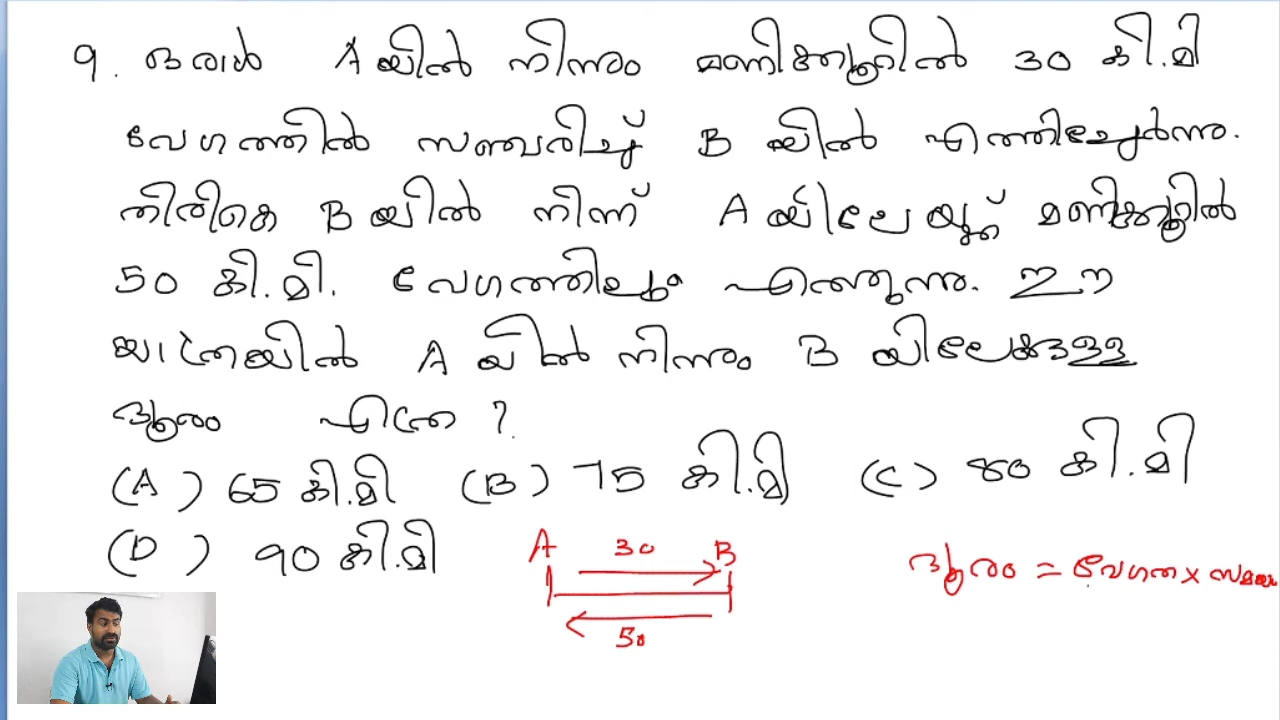 9. ഒരാൾ A യിൽ നിന്നും മണിക്കൂറിൽ 30 കി.മി
വേഗത്തിൽ സഞ്ചരിച്ച് B യിൽ എത്തിച്ചേർന്നു.
തിരികെ B യിൽ നിന്ന് A യിലേയ്ക്ക് മണിക്കൂറിൽ
50 കി.മി. വേഗത്തിലും എത്തുന്നു. ഈ
യാത്രയിൽ A യിൽ നിന്നും B യിലേക്കുള്ള
ദൂരം എത്ര ?
(A) 65 കി.മി (B) 75 കി.മി (C) 80 കി.മി
(D) 90 കി.മി
A 30 B
50
ദൂരം = വേഗത x സമയം